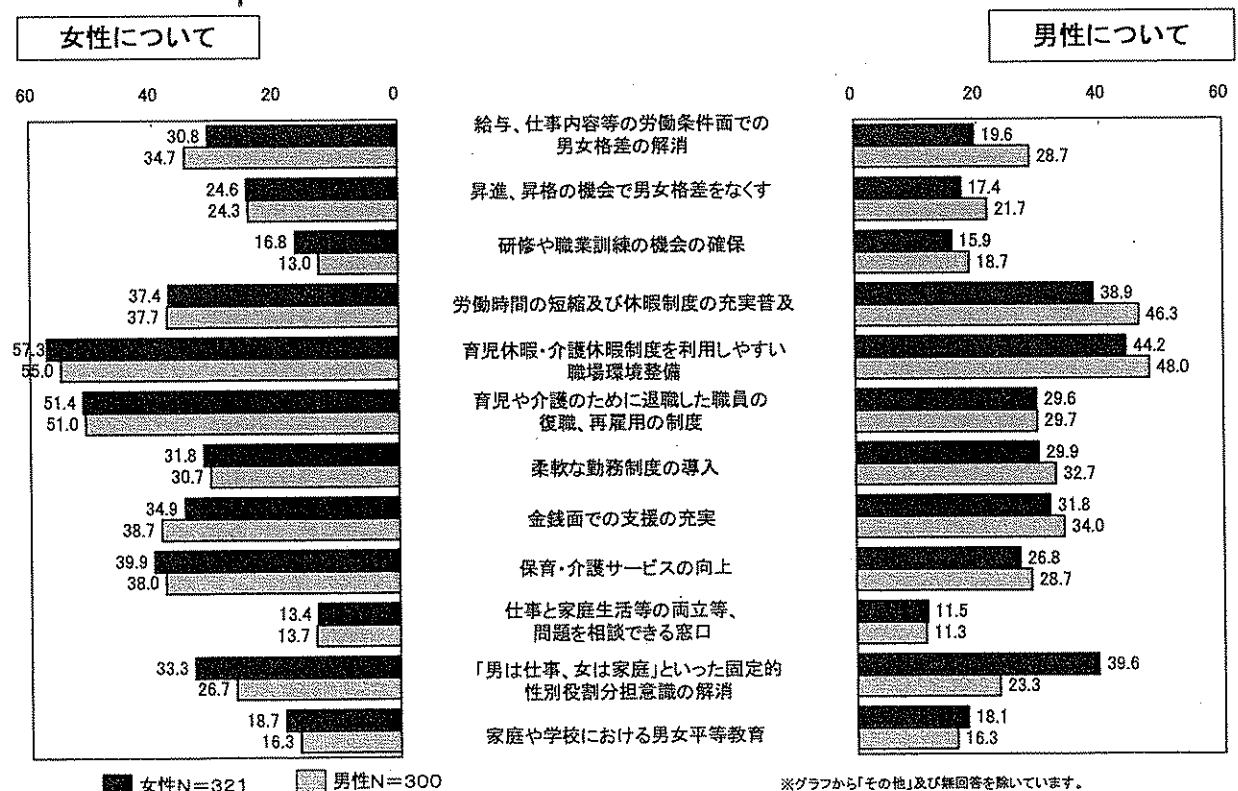 女性について
男性について
60 40 20 0
0 20 40 60
給与、仕事内容等の労働条件面での
男女格差の解消
30.8
34.7
19.6
28.7
昇進、昇格の機会で男女格差をなくす
24.6
24.3
17.4
21.7
研修や職業訓練の機会の確保
16.8
13.0
15.9
18.7
労働時間の短縮及び休暇制度の充実普及
37.4
37.7
38.9
46.3
育児休暇・介護休暇制度を利用しやすい
職場環境整備
57.3
55.0
44.2
48.0
育児や介護のために退職した職員の
復職、再雇用の制度
51.4
51.0
29.6
29.7
柔軟な勤務制度の導入
31.8
30.7
29.9
32.7
金銭面での支援の充実
34.9
38.7
31.8
34.0
保育・介護サービスの向上
39.9
38.0
26.8
28.7
仕事と家庭生活等の両立等、
問題を相談できる窓口
13.4
13.7
11.5
11.3
「男は仕事、女は家庭」といった固定的
性別役割分担意識の解消
33.3
26.7
39.6
23.3
家庭や学校における男女平等教育
18.7
16.3
18.1
16.3
女性N=321 男性N=300
※グラフから「その他」及び無回答を除いています。